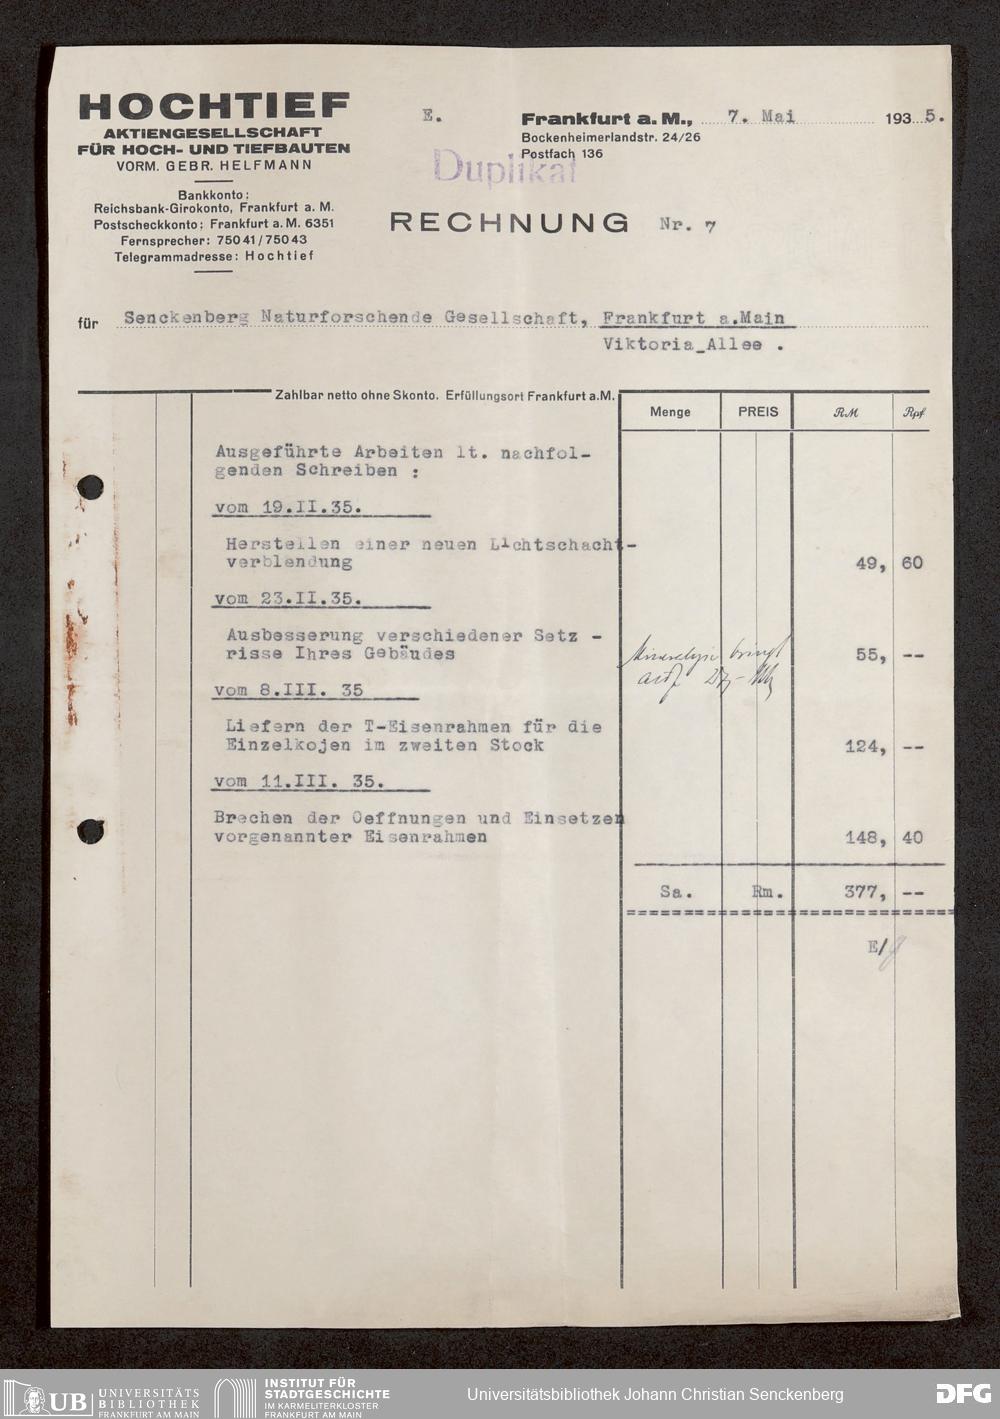 HOCHTIEF
AKTIENGESELLSCHAFT
FÜR HOCH- UND TIEFBAUTEN
VORM. GEBR. HELFMANN
Bankkonto:
Reichsbank-Girokonto, Frankfurt a. M.
Postscheckkonto: Frankfurt a. M. 6351
Fernsprecher: 75041/75043
Telegrammadresse: Hochtief
E.
Frankfurt a. M., 7. Mai 1935.
Bockenheimerlandstr. 24/26
Postfach 136
Duplikat
RECHNUNG Nr. 7
für Senckenberg Naturforschende Gesellschaft, Frankfurt a.Main
Viktoria_Allee .
Zahlbar netto ohne Skonto. Erfüllungsort Frankfurt a.M.
Menge PREIS RM Rpf
Ausgeführte Arbeiten lt. nachfol-
genden Schreiben :
vom 19.II.35.
Herstellen einer neuen Lichtschacht-
verblendung 49, 60
vom 23.II.35.
Ausbesserung verschiedener Setz -
risse Ihres Gebäudes 55, --
vom 8.III. 35
Liefern der T-Eisenrahmen für die
Einzelkojen im zweiten Stock 124, --
vom 11.III. 35.
Brechen der Oeffnungen und Einsetzen
vorgenannter Eisenrahmen 148, 40
Sa. Rm. 377, --
E/
UB UNIVERSITÄTS
BIBLIOTHEK
FRANKFURT AM MAIN
INSTITUT FÜR
STADTGESCHICHTE
IM KARMELITERKLOSTER
FRANKFURT AM MAIN
Universitätsbibliothek Johann Christian Senckenberg
DFG